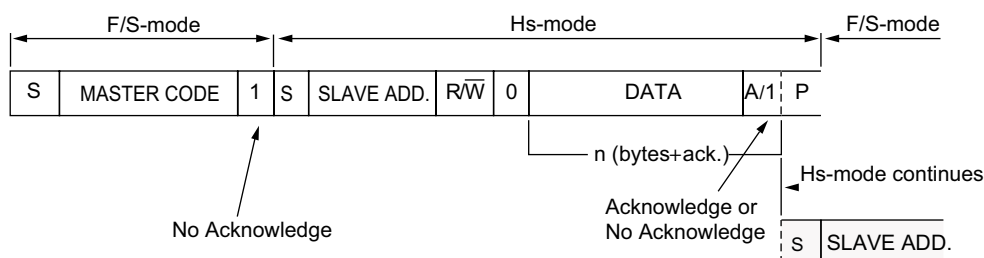 F/S-mode Hs-mode F/S-mode
S MASTER CODE 1 S SLAVE ADD. R/W̅ 0 DATA A/1 P
n (bytes+ack.)
Hs-mode continues
No Acknowledge
Acknowledge or
No Acknowledge
S SLAVE ADD.